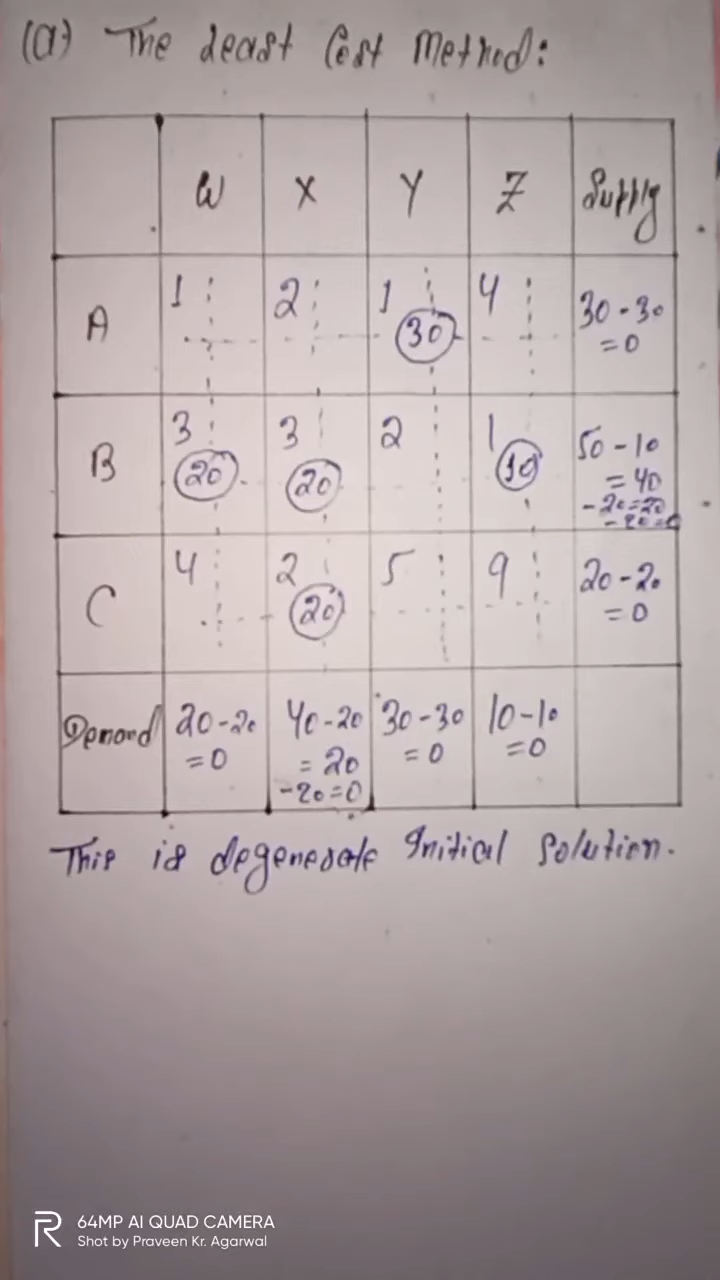 (a) The Least Cost Method:
W X Y Z Supply
A 1 2 1 30 4 30-30
=0
B 3 20 3 20 2 1 10 50-10
=40
-20=20
-20=0
C 4 2 20 5 9 20-20
=0
Demand 20-20 40-20 30-30 10-10
=0 =20 =0 =0
-20=0
This is degenerate Initial Solution.
R 64MP AI QUAD CAMERA
Shot by Praveen Kr. Agarwal